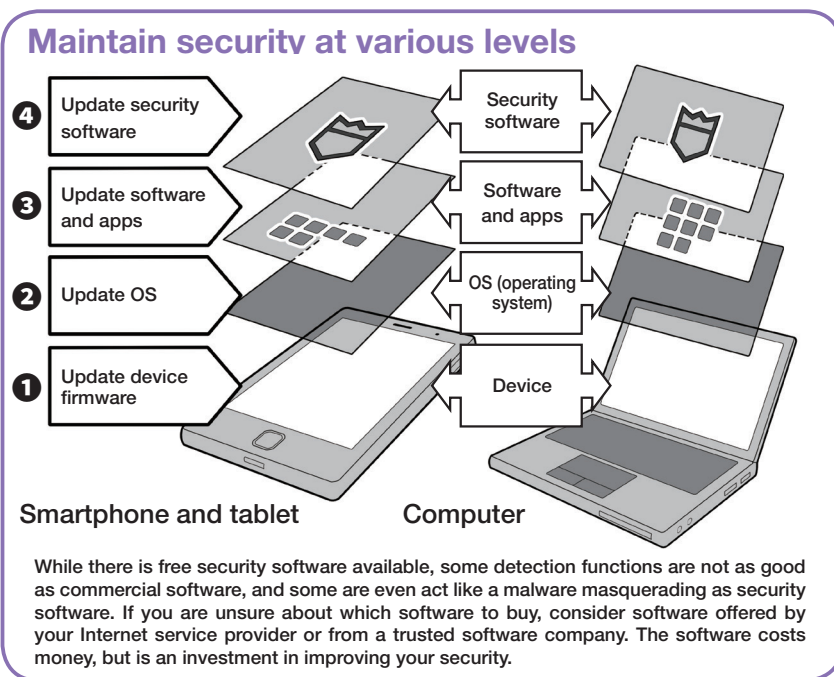 Maintain security at various levels
4
Update security
software
Security
software
3
Update software
and apps
Software
and apps
2
Update OS
OS (operating
system)
1
Update device
firmware
Device
Smartphone and tablet
Computer
While there is free security software available, some detection functions are not as good
as commercial software, and some are even act like a malware masquerading as security
software. If you are unsure about which software to buy, consider software offered by
your Internet service provider or from a trusted software company. The software costs
money, but is an investment in improving your security.